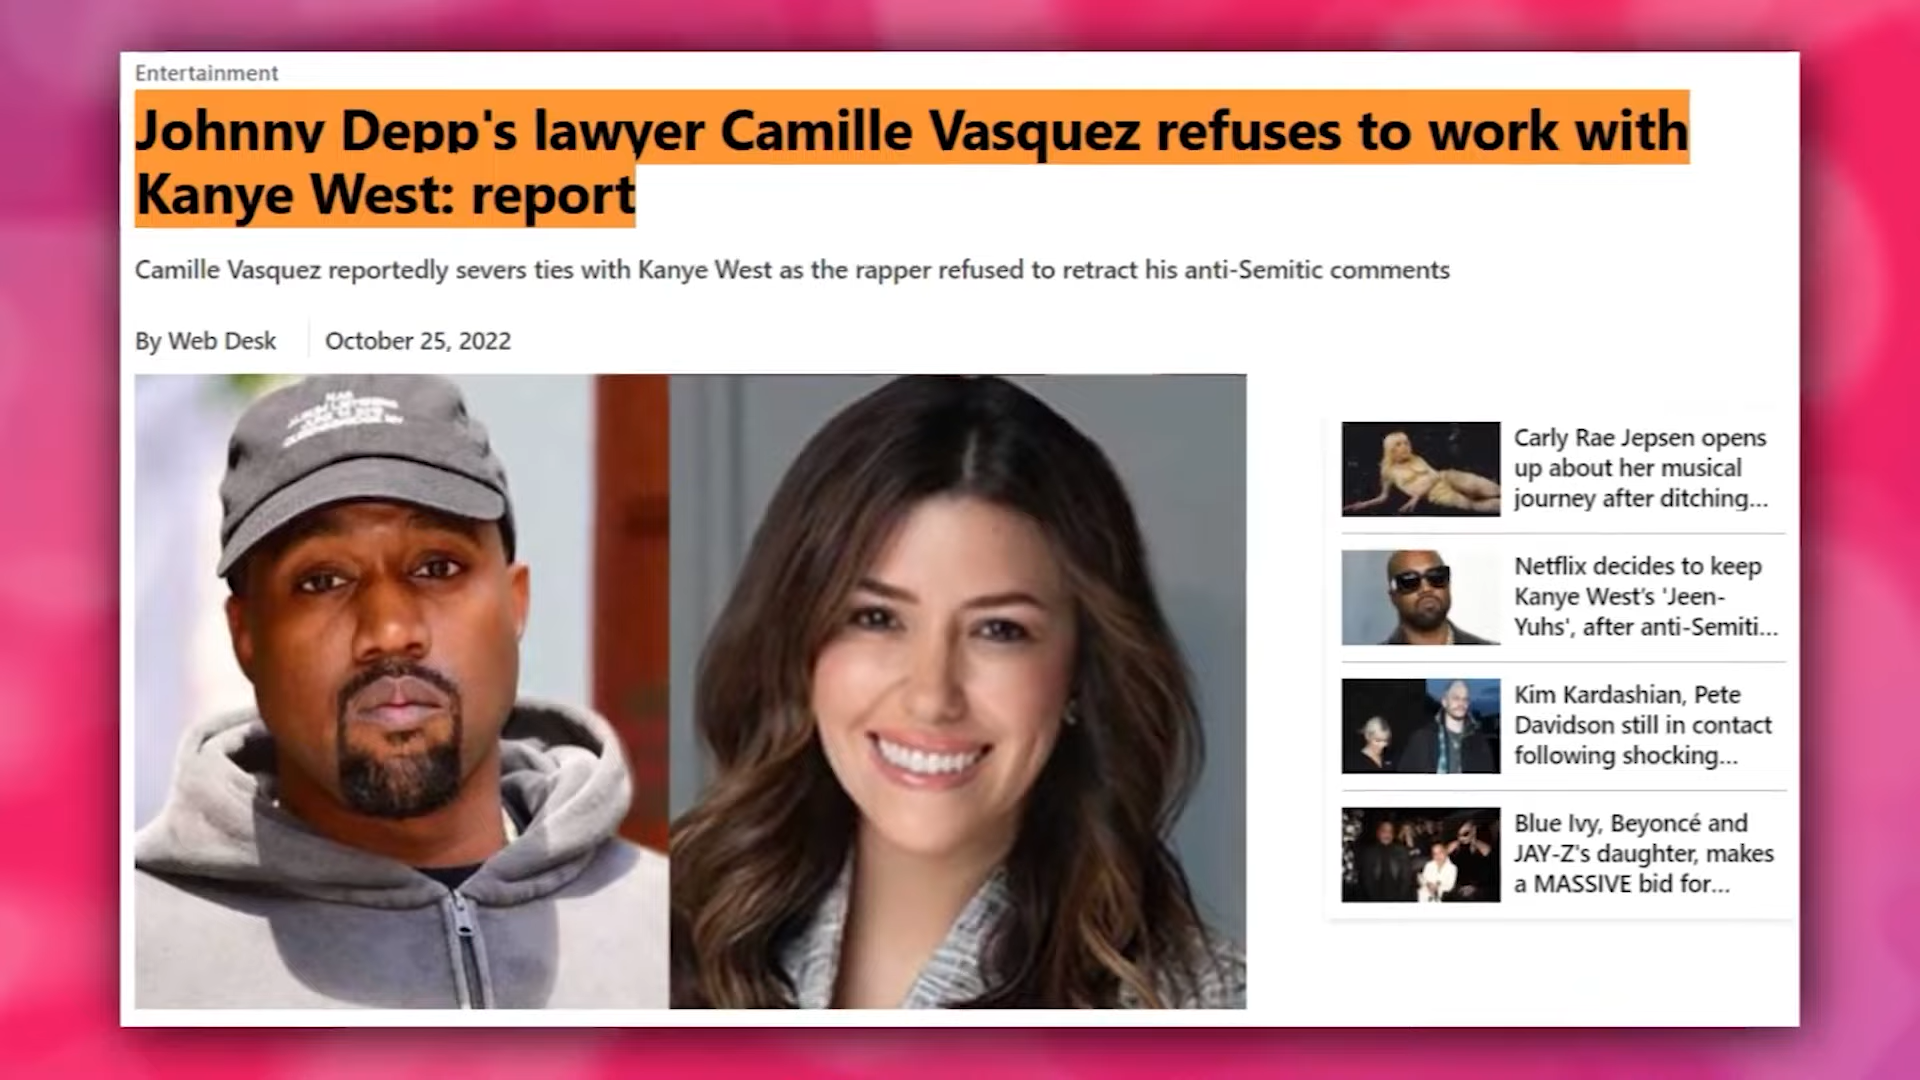 Entertainment
Johnny Depp's lawyer Camille Vasquez refuses to work with
Kanye West: report
Camille Vasquez reportedly severs ties with Kanye West as the rapper refused to retract his anti-Semitic comments
By Web Desk
October 25, 2022
Carly Rae Jepsen opens
up about her musical
journey after ditching...
Netflix decides to keep
Kanye West’s 'Jeen-
Yuhs', after anti-Semiti...
Kim Kardashian, Pete
Davidson still in contact
following shocking...
Blue Ivy, Beyoncé and
JAY-Z's daughter, makes
a MASSIVE bid for...